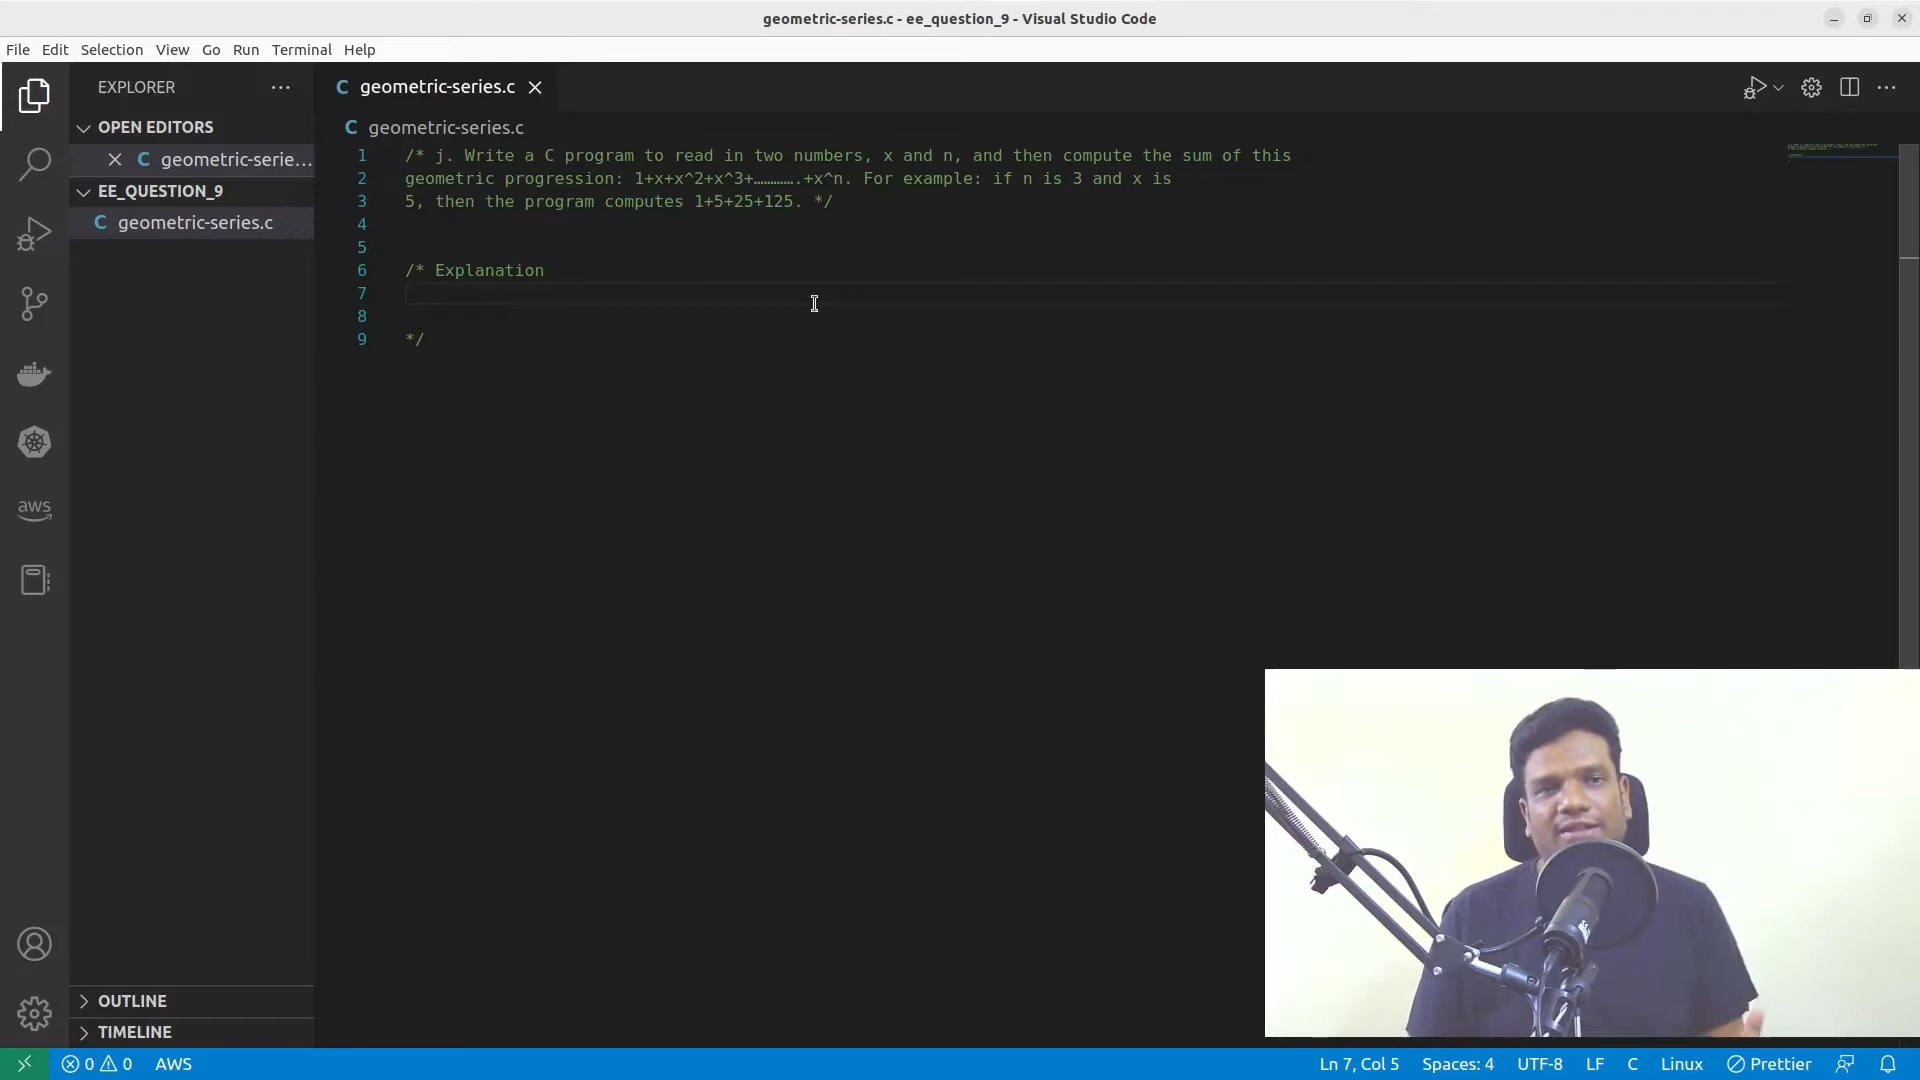 geometric-series.c - ee_question_9 - Visual Studio Code
File Edit Selection View Go Run Terminal Help
EXPLORER
OPEN EDITORS
C geometric-serie...
EE_QUESTION_9
C geometric-series.c
C geometric-series.c
C geometric-series.c
1 /* j. Write a C program to read in two numbers, x and n, and then compute the sum of this
2 geometric progression: 1+x+x^2+x^3+………….+x^n. For example: if n is 3 and x is
3 5, then the program computes 1+5+25+125. */
4
5
6 /* Explanation
7
8
9 */
aws
OUTLINE
TIMELINE
0 0 AWS
Ln 7, Col 5 Spaces: 4 UTF-8 LF C Linux Prettier